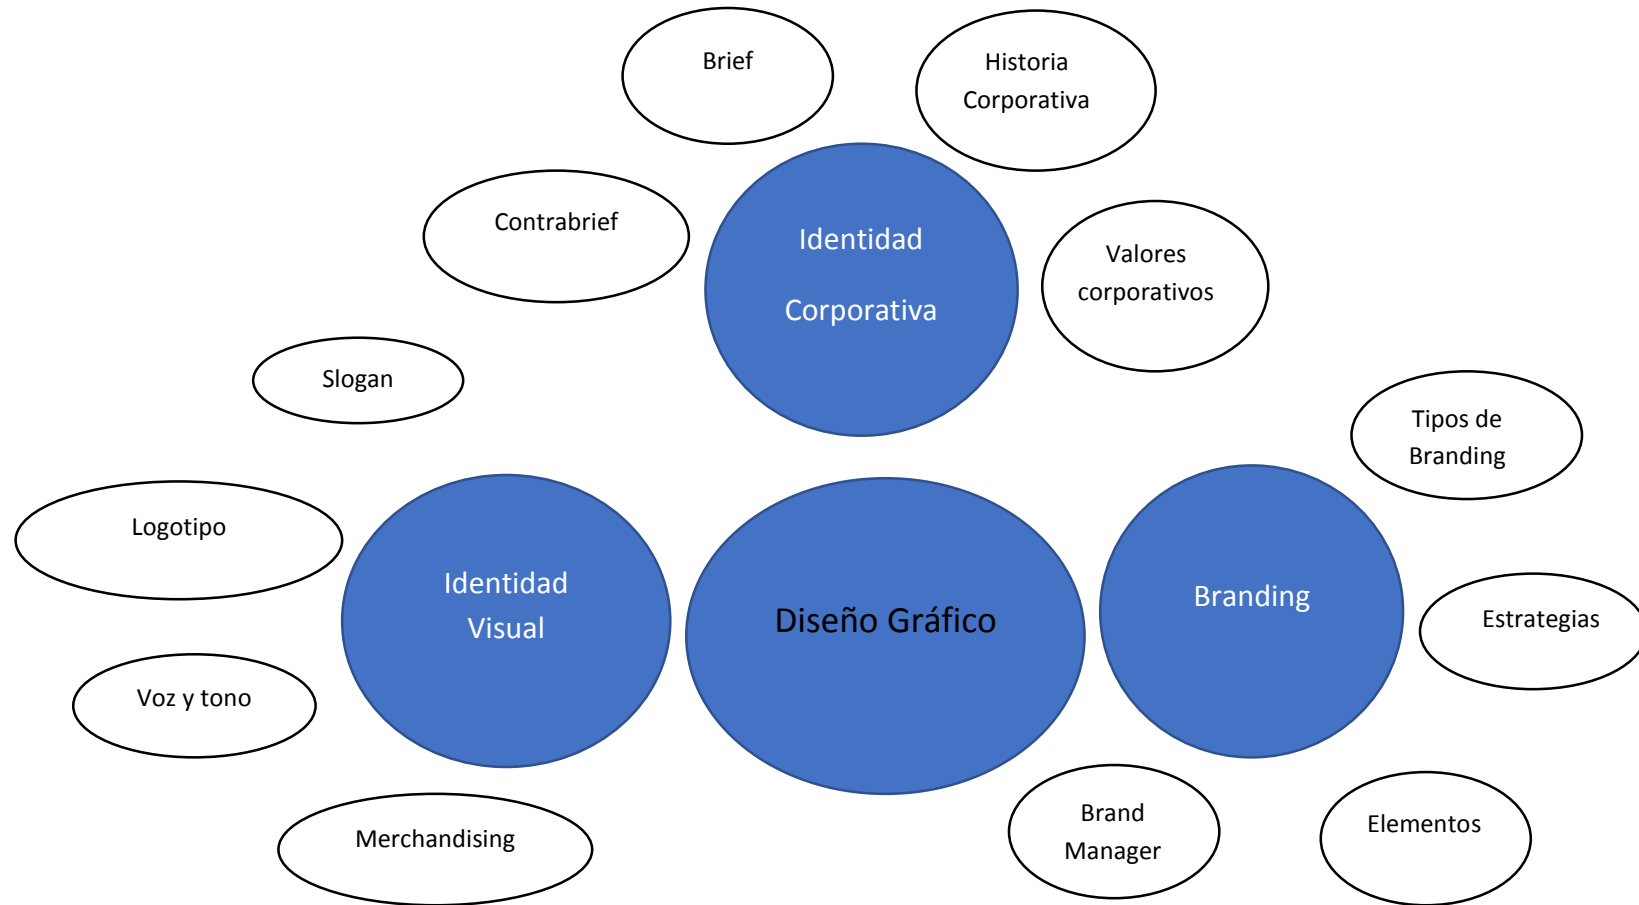 Brief
Historia
Corporativa
Contrabrief
Identidad
Corporativa
Valores
corporativos
Slogan
Tipos de
Branding
Logotipo
Identidad
Visual
Diseño Gráfico
Branding
Estrategias
Voz y tono
Merchandising
Brand
Manager
Elementos